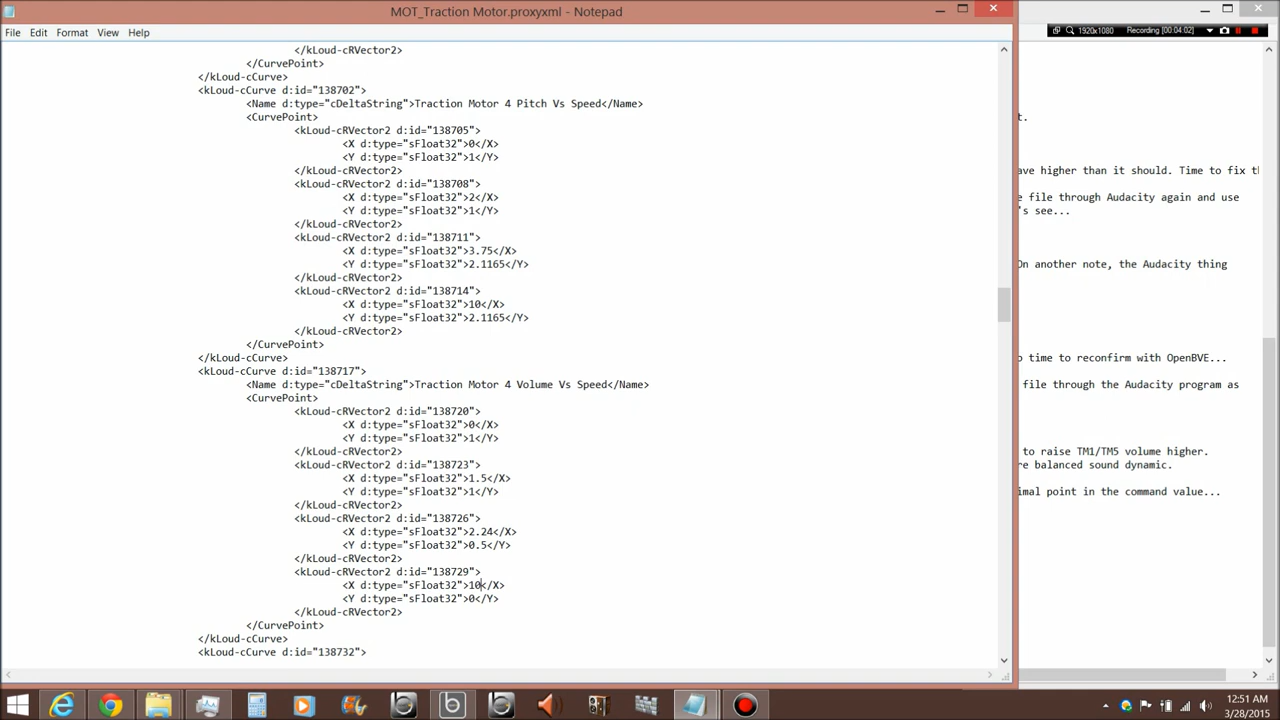 MOT_Traction Motor.proxyxml - Notepad
File Edit Format View Help
1920x1080 Recording [00:04:02]
</kLoud-cRVector2>
</CurvePoint>
</kLoud-cCurve>
<kLoud-cCurve d:id="138702">
<Name d:type="cDeltaString">Traction Motor 4 Pitch Vs Speed</Name>
<CurvePoint>
<kLoud-cRVector2 d:id="138705">
<X d:type="sFloat32">0</X>
<Y d:type="sFloat32">1</Y>
</kLoud-cRVector2>
<kLoud-cRVector2 d:id="138708">
<X d:type="sFloat32">2</X>
<Y d:type="sFloat32">1</Y>
</kLoud-cRVector2>
<kLoud-cRVector2 d:id="138711">
<X d:type="sFloat32">3.75</X>
<Y d:type="sFloat32">2.1165</Y>
</kLoud-cRVector2>
<kLoud-cRVector2 d:id="138714">
<X d:type="sFloat32">10</X>
<Y d:type="sFloat32">2.1165</Y>
</kLoud-cRVector2>
</CurvePoint>
</kLoud-cCurve>
<kLoud-cCurve d:id="138717">
<Name d:type="cDeltaString">Traction Motor 4 Volume Vs Speed</Name>
<CurvePoint>
<kLoud-cRVector2 d:id="138720">
<X d:type="sFloat32">0</X>
<Y d:type="sFloat32">1</Y>
</kLoud-cRVector2>
<kLoud-cRVector2 d:id="138723">
<X d:type="sFloat32">1.5</X>
<Y d:type="sFloat32">1</Y>
</kLoud-cRVector2>
<kLoud-cRVector2 d:id="138726">
<X d:type="sFloat32">2.24</X>
<Y d:type="sFloat32">0.5</Y>
</kLoud-cRVector2>
<kLoud-cRVector2 d:id="138729">
<X d:type="sFloat32">10</X>
<Y d:type="sFloat32">0</Y>
</kLoud-cRVector2>
</CurvePoint>
</kLoud-cCurve>
<kLoud-cCurve d:id="138732">
t.
ave higher than it should. Time to fix th
e file through Audacity again and use
's see...
On another note, the Audacity thing
o time to reconfirm with OpenBVE...
file through the Audacity program as
to raise TM1/TM5 volume higher.
re balanced sound dynamic.
imal point in the command value...
12:51 AM
3/28/2015